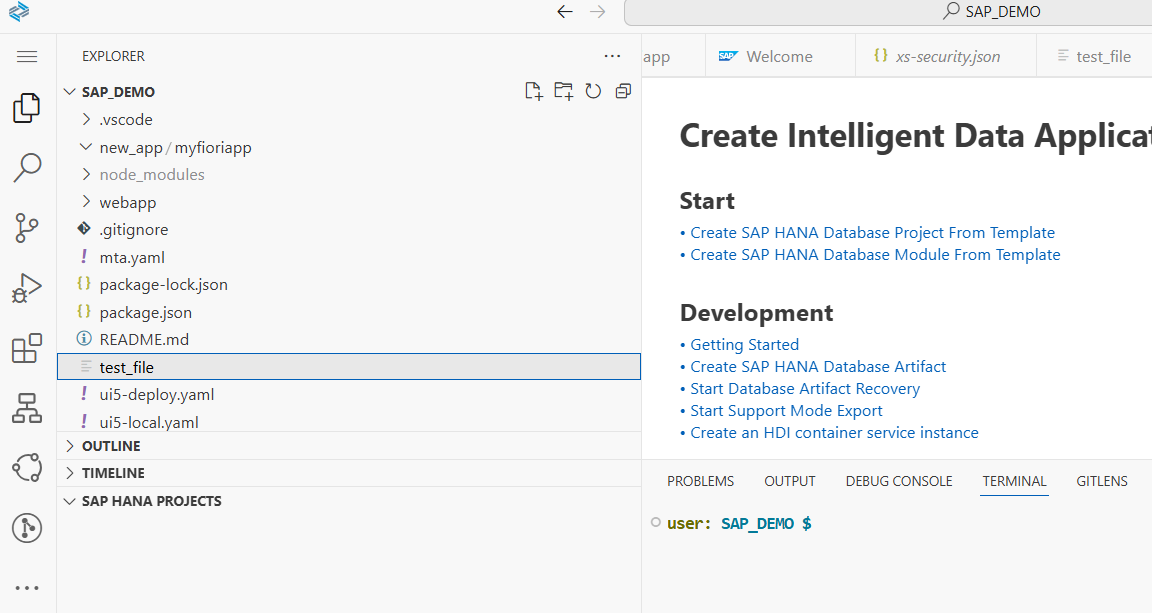 SAP_DEMO
EXPLORER
app
Welcome
xs-security.json
test_file
SAP_DEMO
.vscode
new_app / myfioriapp
node_modules
webapp
.gitignore
mta.yaml
package-lock.json
package.json
README.md
test_file
ui5-deploy.yaml
ui5-local.yaml
OUTLINE
TIMELINE
SAP HANA PROJECTS
Create Intelligent Data Applicat
Start
• Create SAP HANA Database Project From Template
• Create SAP HANA Database Module From Template
Development
• Getting Started
• Create SAP HANA Database Artifact
• Start Database Artifact Recovery
• Start Support Mode Export
• Create an HDI container service instance
PROBLEMS OUTPUT DEBUG CONSOLE TERMINAL GITLENS
user: SAP_DEMO $